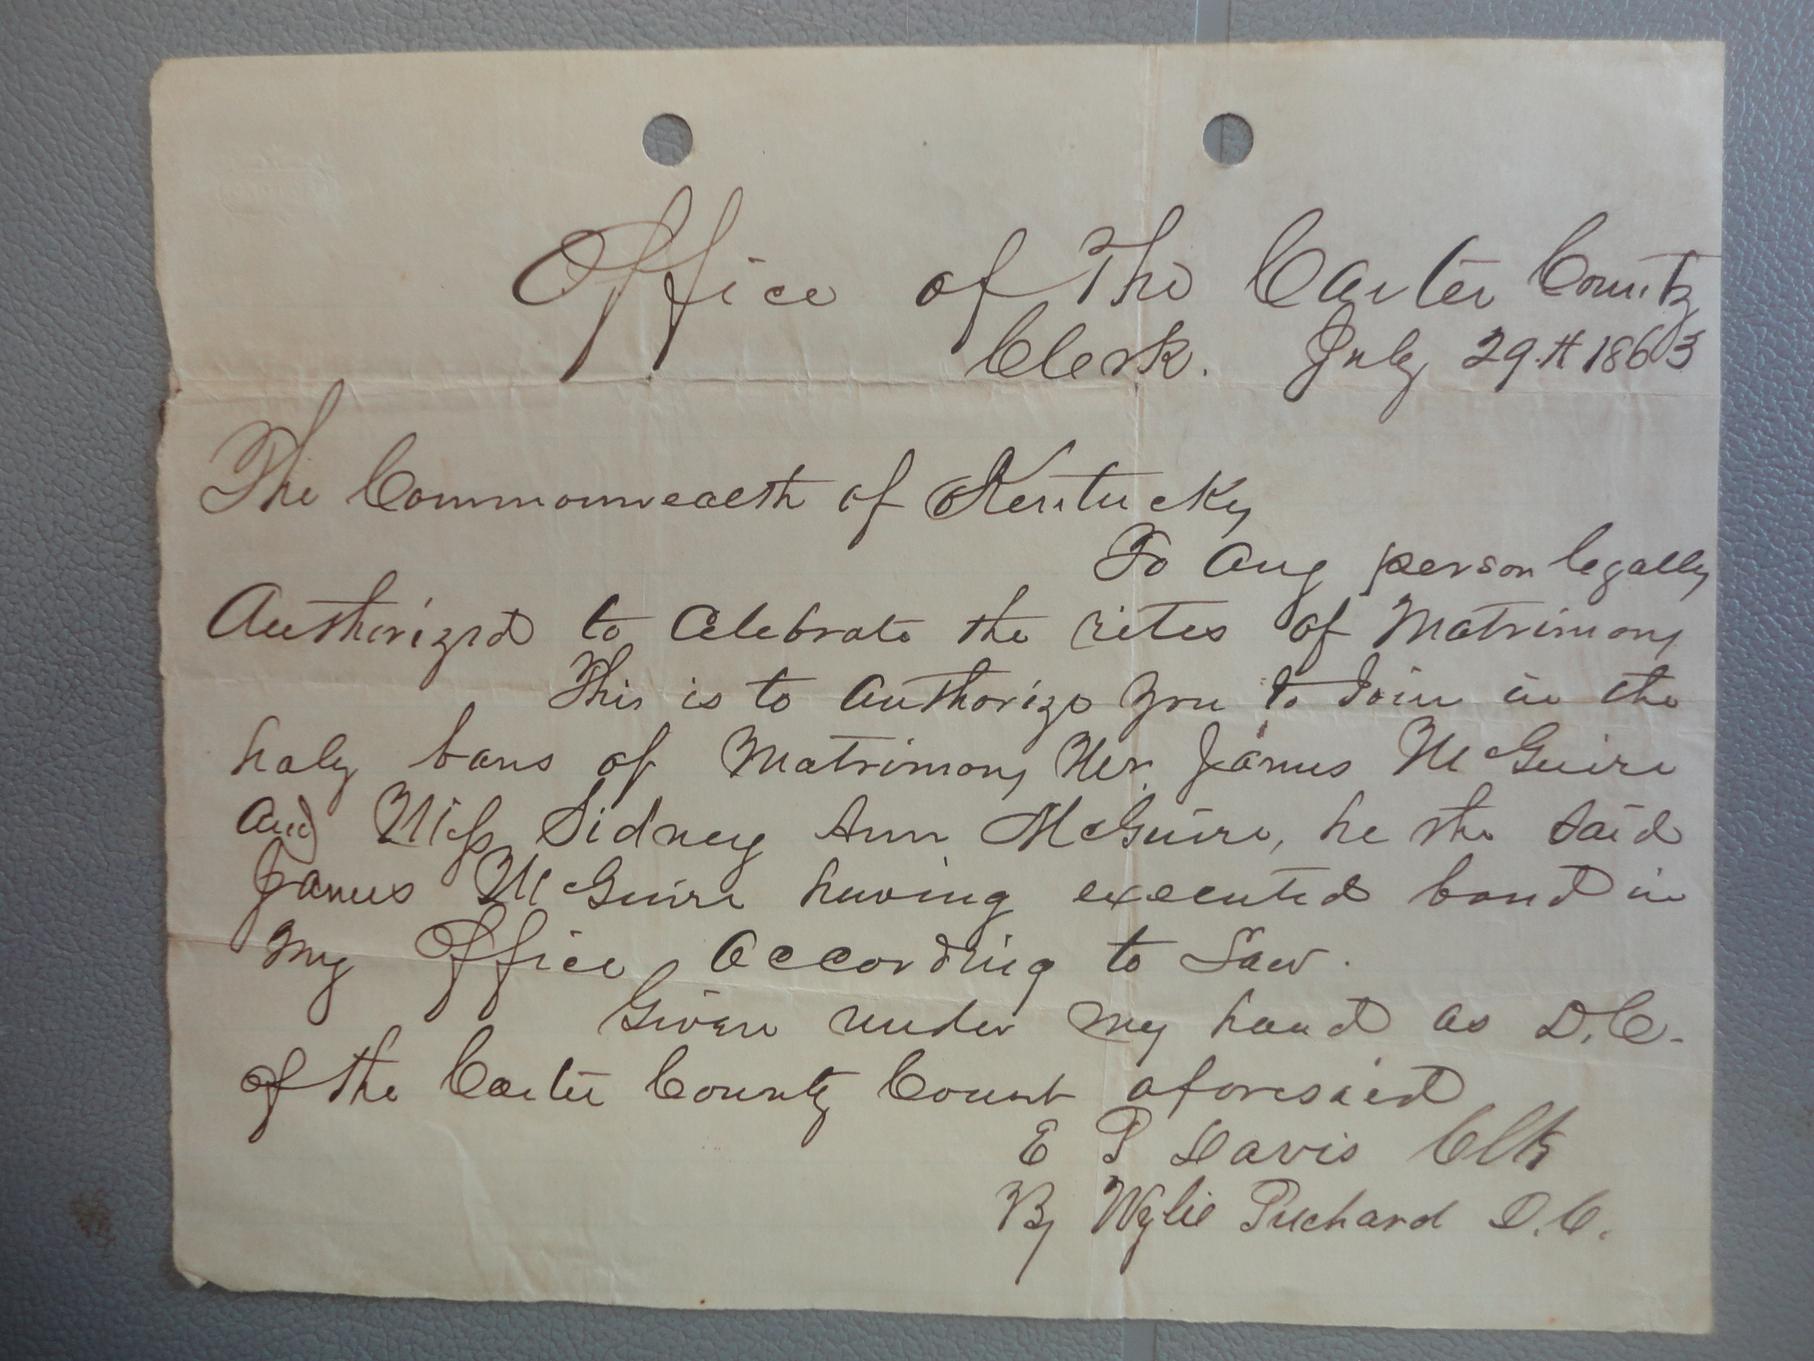 Office of The Carter County
Clerk. July 29th 1863
The Commonwealth of Kentucky
To any person legally
Authorized to Celebrate the rites of Matrimony
This is to authorize you to Join in the
holy bans of Matrimony Mr. James McGuire
and Miss Sidney Ann McGuire, he the said
James McGuire having executed bond in
my Office according to Law.
Given under my hand as D.C.
of the Carter County Court aforesaid
E P Davis Clk
By Wylie Prichard D.C.